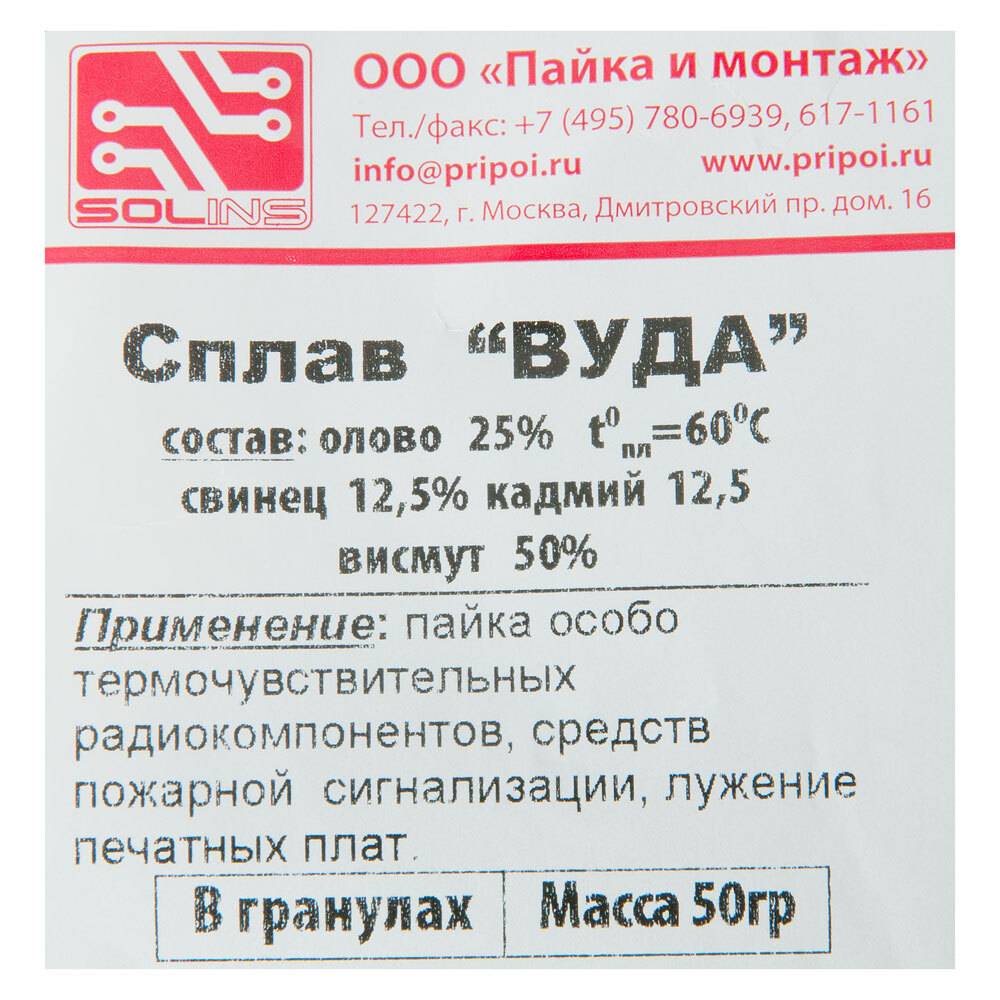 ООО «Пайка и монтаж»
Тел./факс: +7 (495) 780-6939, 617-1161
info@pripoi.ru www.pripoi.ru
127422, г. Москва, Дмитровский пр. дом. 16
SOLINS
Сплав “ВУДА”
состав: олово 25% t⁰пл=60⁰С
свинец 12,5% кадмий 12,5
висмут 50%
Применение: пайка особо
термочувствительных
радиокомпонентов, средств
пожарной сигнализации, лужение
печатных плат.
В гранулах Масса 50гр